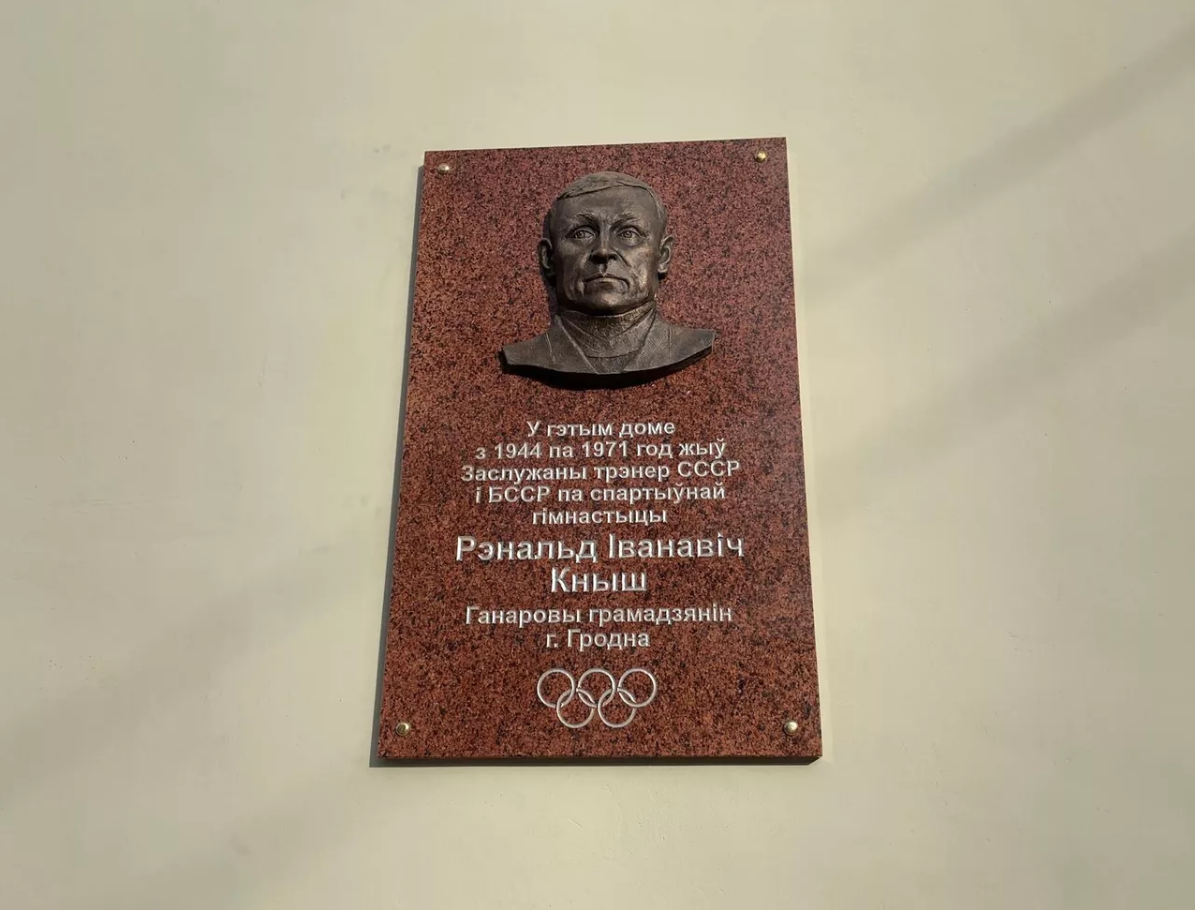 У гэтым доме
з 1944 па 1971 год жыў
Заслужаны трэнер СССР
і БССР па спартыўнай
гімнастыцы
Рэнальд Іванавіч
Кныш
Ганаровы грамадзянін
г. Гродна